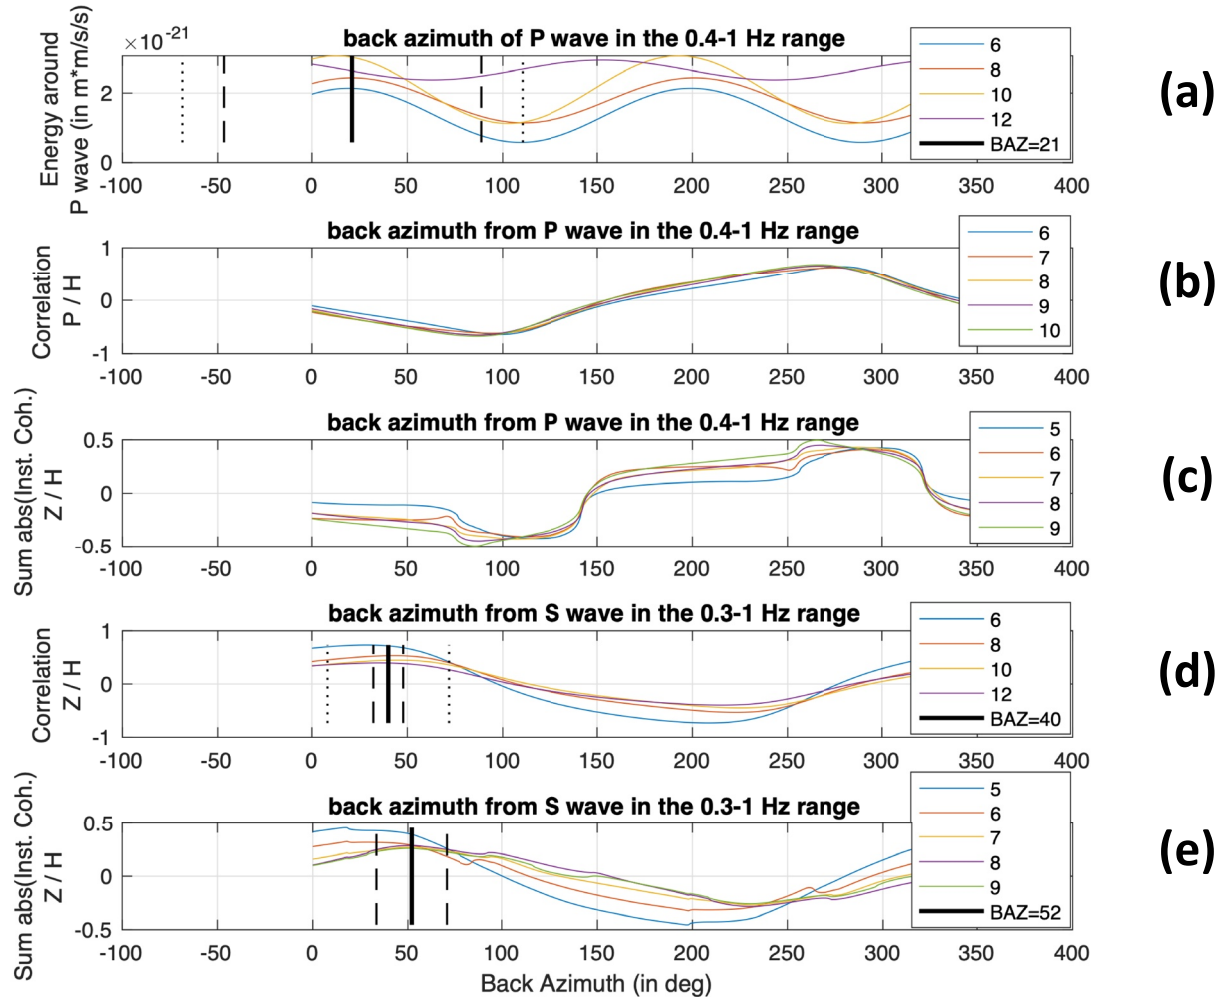 ×10^-21
back azimuth of P wave in the 0.4-1 Hz range
Energy around
P wave (in m*m/s/s)
2
0
-100 -50 0 50 100 150 200 250 300 350 400
6
8
10
12
BAZ=21
(a)
back azimuth from P wave in the 0.4-1 Hz range
Correlation
P / H
1
0
-1
-100 -50 0 50 100 150 200 250 300 350 400
6
7
8
9
10
(b)
back azimuth from P wave in the 0.4-1 Hz range
Sum abs(Inst. Coh.)
Z / H
0.5
0
-0.5
-100 -50 0 50 100 150 200 250 300 350 400
5
6
7
8
9
(c)
back azimuth from S wave in the 0.3-1 Hz range
Correlation
Z / H
1
0
-1
-100 -50 0 50 100 150 200 250 300 350 400
6
8
10
12
BAZ=40
(d)
back azimuth from S wave in the 0.3-1 Hz range
Sum abs(Inst. Coh.)
Z / H
0.5
0
-0.5
-100 -50 0 50 100 150 200 250 300 350 400
5
6
7
8
9
BAZ=52
(e)
Back Azimuth (in deg)